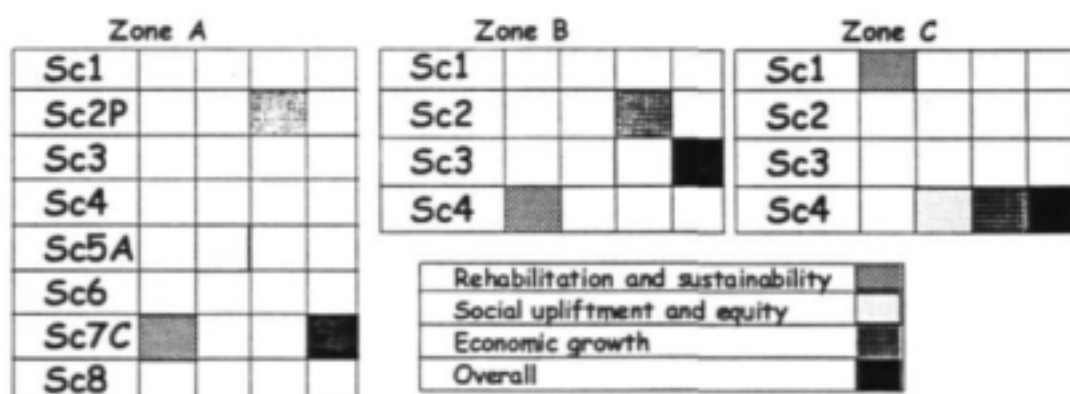 Zone A
Sc1
Sc2P
Sc3
Sc4
Sc5A
Sc6
Sc7C
Sc8
Zone B
Sc1
Sc2
Sc3
Sc4
Zone C
Sc1
Sc2
Sc3
Sc4
Rehabilitation and sustainability
Social upliftment and equity
Economic growth
Overall